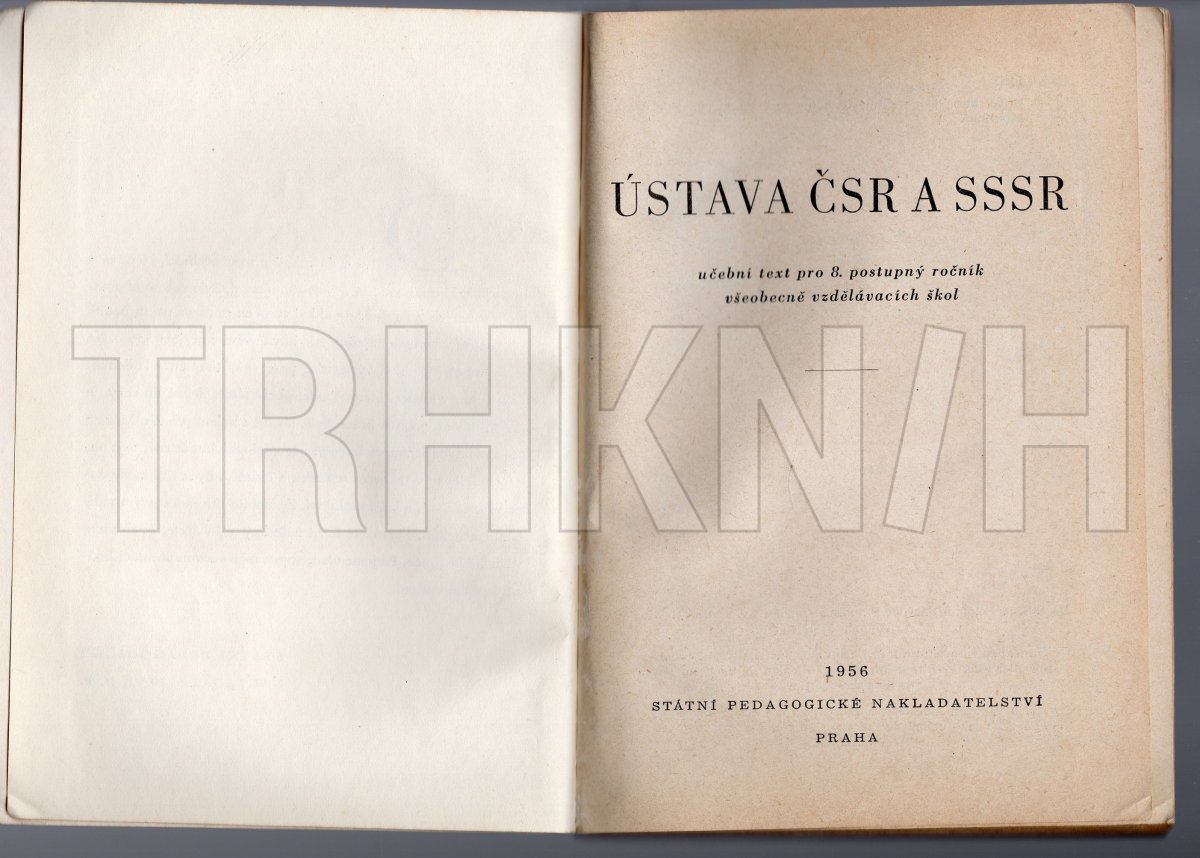 ÚSTAVA ČSR A SSSR
učební text pro 8. postupný ročník
všeobecně vzdělávacích škol
TRHKNIH
1956
STÁTNÍ PEDAGOGICKÉ NAKLADATELSTVÍ
PRAHA